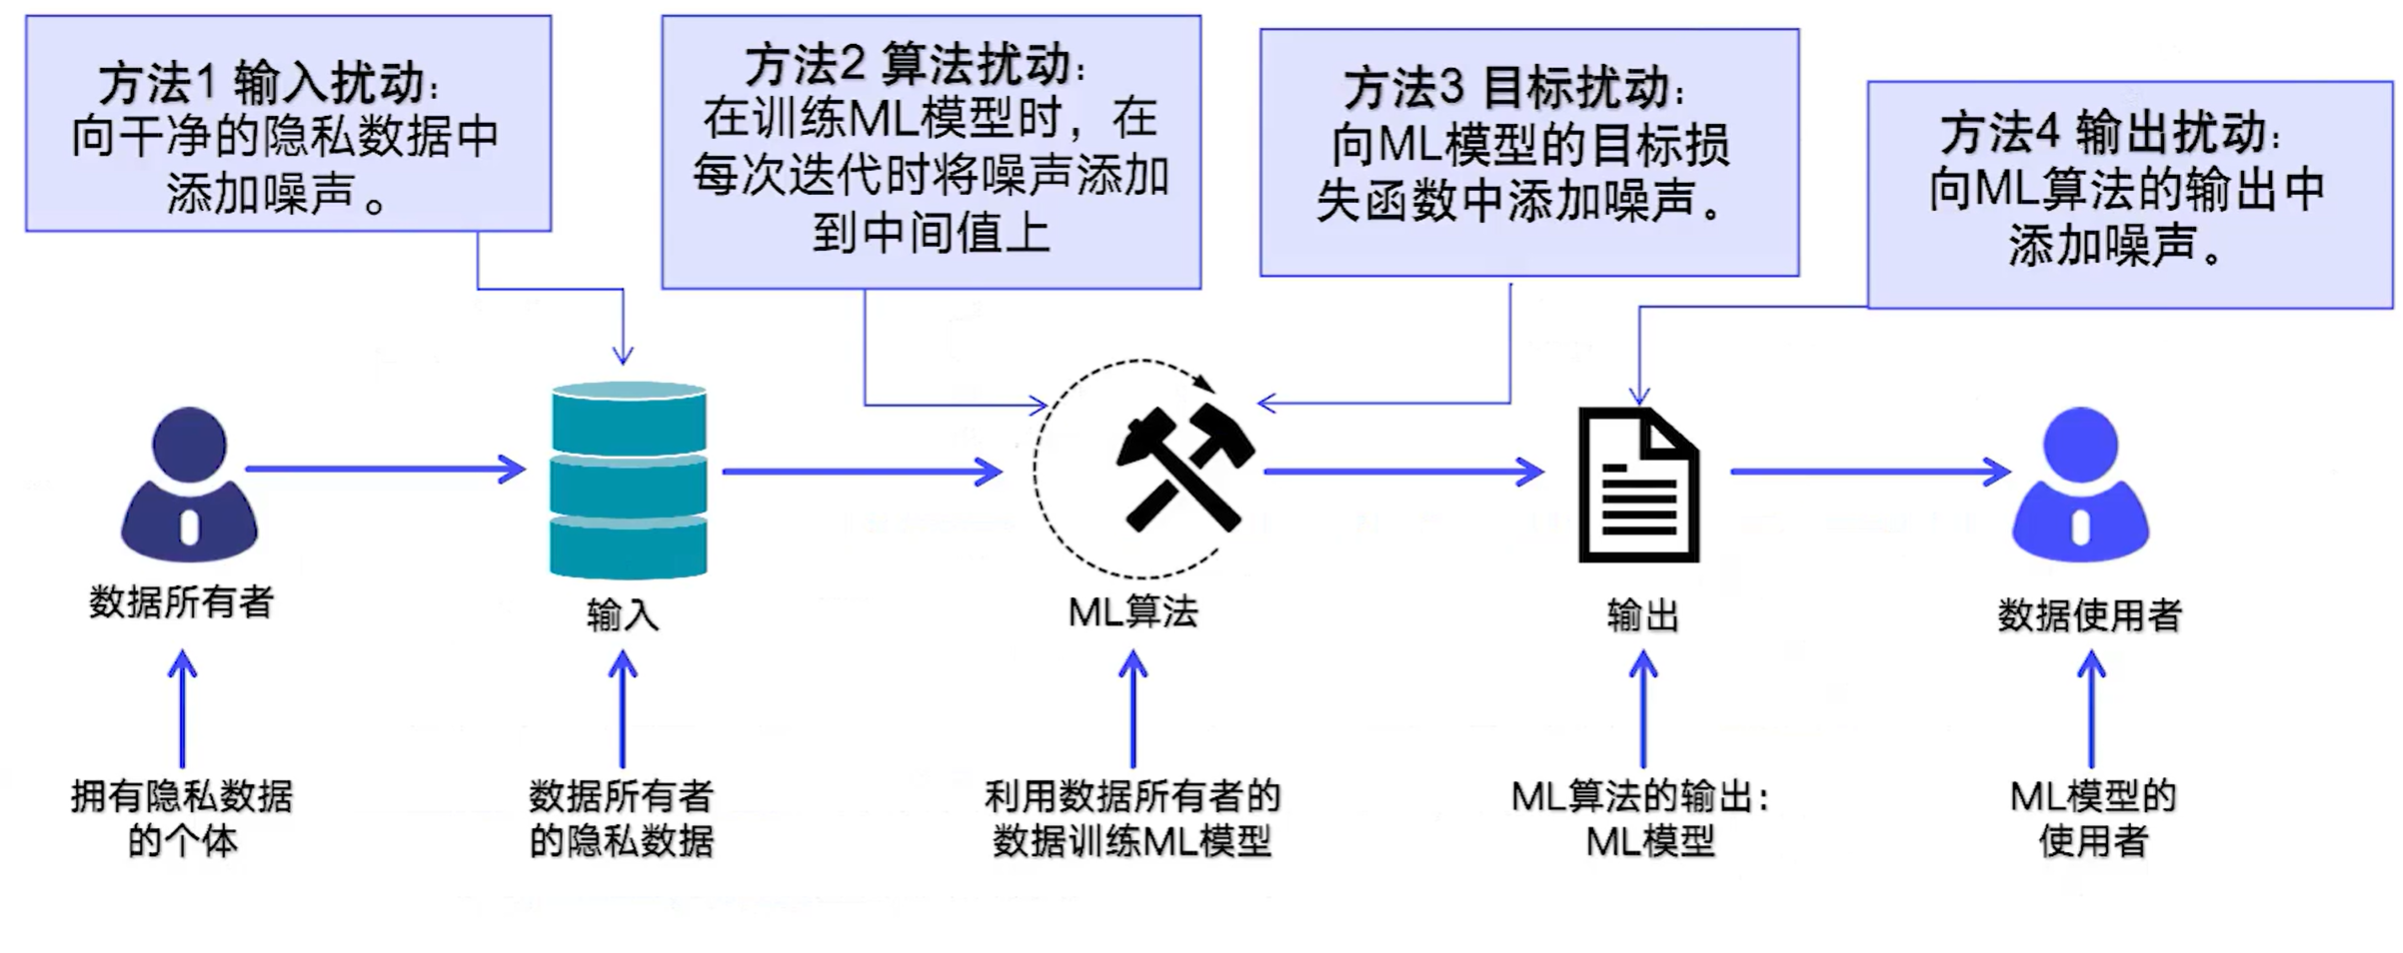 方法1 输入扰动：
向干净的隐私数据中
添加噪声。
方法2 算法扰动：
在训练ML模型时，在
每次迭代时将噪声添加
到中间值上
方法3 目标扰动：
向ML模型的目标损
失函数中添加噪声。
方法4 输出扰动：
向ML算法的输出中
添加噪声。
数据所有者
输入
ML算法
输出
数据使用者
拥有隐私数据
的个体
数据所有者
的隐私数据
利用数据所有者的
数据训练ML模型
ML算法的输出：
ML模型
ML模型的
使用者